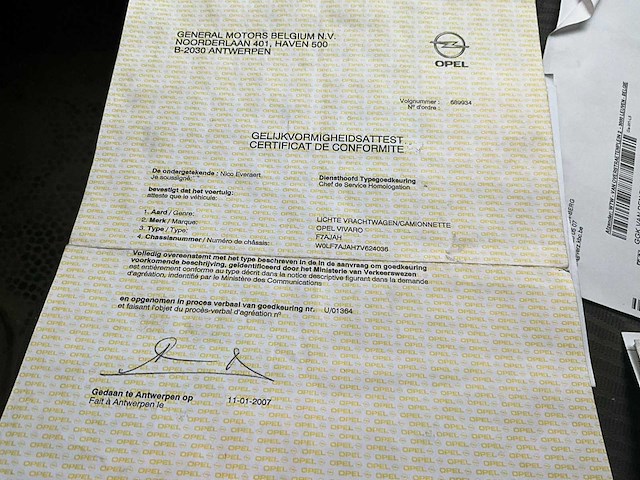 GENERAL MOTORS BELGIUM N.V.
NOORDERLAAN 401, HAVEN 500
B-2030 ANTWERPEN
OPEL
Volgnummer : 689934
N° d'ordre :
GELIJKVORMIGHEIDSATTEST
CERTIFICAT DE CONFORMITE
De ondergetekende : Nico Everaert
Je soussigné:
Diensthoofd Typegoedkeuring
Chef de Service Homologation
bevestigt dat het voertuig:
atteste que le véhicule:
1. Aard / Genre: LICHTE VRACHTWAGEN/CAMIONNETTE
2. Merk / Marque: OPEL VIVARO
3. Type / Type: F7AJAH
4. Chassisnummer / Numéro de châssis: W0LF7AJAH7V624036
Volledig overeenstemt met het type beschreven in de in de aanvraag om goedkeuring
voorkomende beschrijving, geïdentificeerd door het Ministerie van Verkeerswezen
est entièrement conforme au type décrit dans la notice descriptive figurant dans la demande
d'agréation, indentifié par le Ministère des Communications
en opgenomen in proces verbaal van goedkeuring nr. U/01364
et faisant l'objet du procès-verbal d'agréation n°
Gedaan te Antwerpen op 11-01-2007
Fait à Antwerpen le